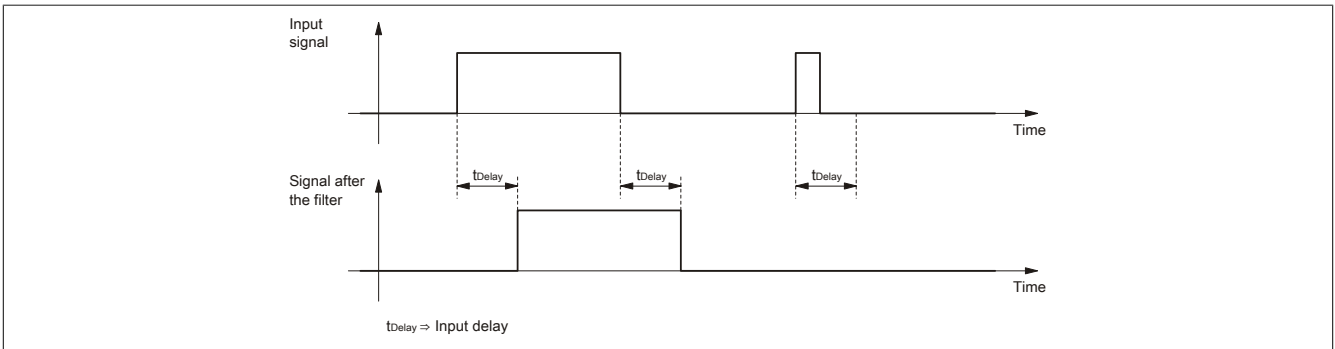 Input
signal
Time
tDelay
tDelay
tDelay
Signal after
the filter
Time
tDelay ⇒ Input delay